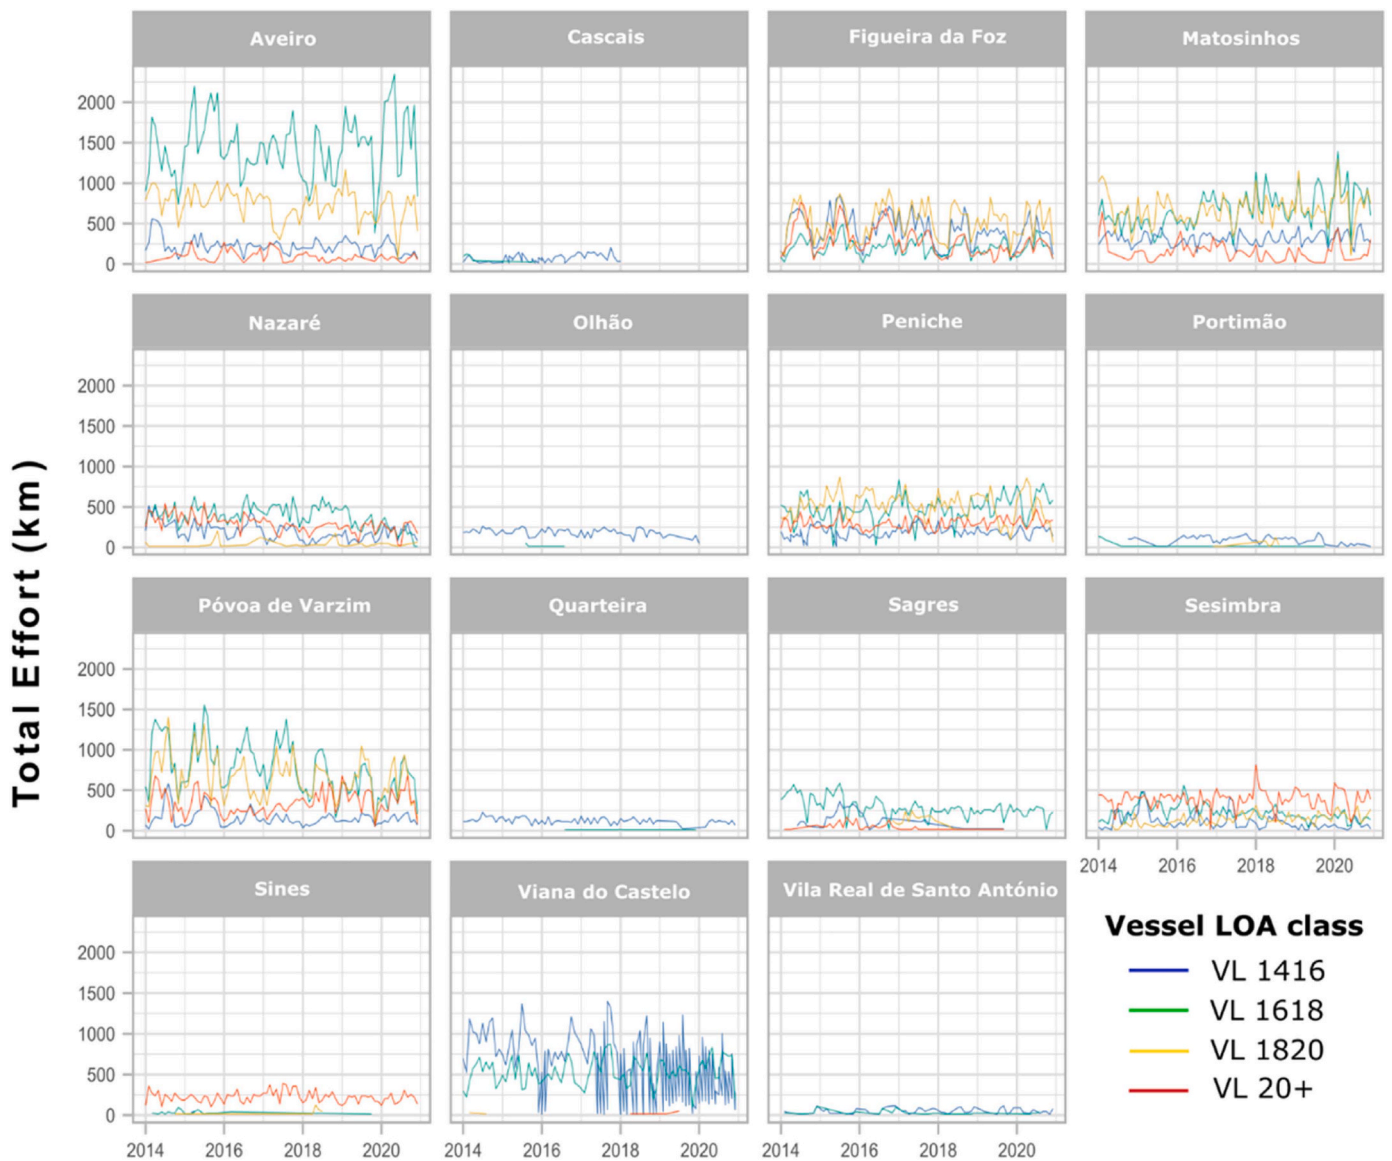 Aveiro Cascais Figueira da Foz Matosinhos
2000
1500
1000
500
0
Nazaré Olhão Peniche Portimão
2000
1500
1000
500
0
Total Effort (km)
Póvoa de Varzim Quarteira Sagres Sesimbra
2000
1500
1000
500
0
2014 2016 2018 2020
Sines Viana do Castelo Vila Real de Santo António
2000
1500
1000
500
0
2014 2016 2018 2020 2014 2016 2018 2020 2014 2016 2018 2020
Vessel LOA class
VL 1416
VL 1618
VL 1820
VL 20+